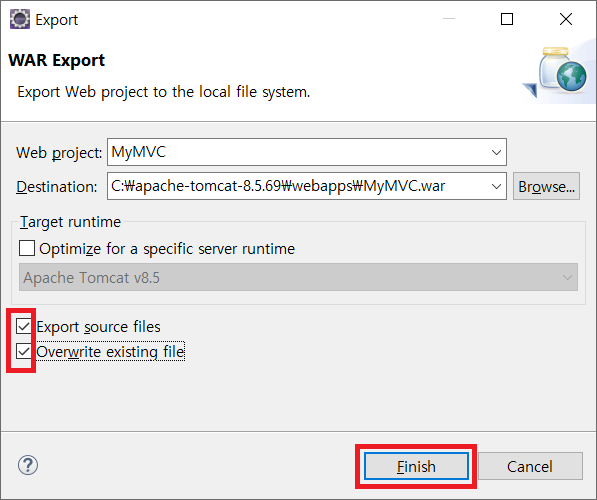 Export
WAR Export
Export Web project to the local file system.
Web project: MyMVC
Destination: C:₩apache-tomcat-8.5.69₩webapps₩MyMVC.war Browse...
Target runtime
Optimize for a specific server runtime
Apache Tomcat v8.5
Export source files
Overwrite existing file
? Finish Cancel